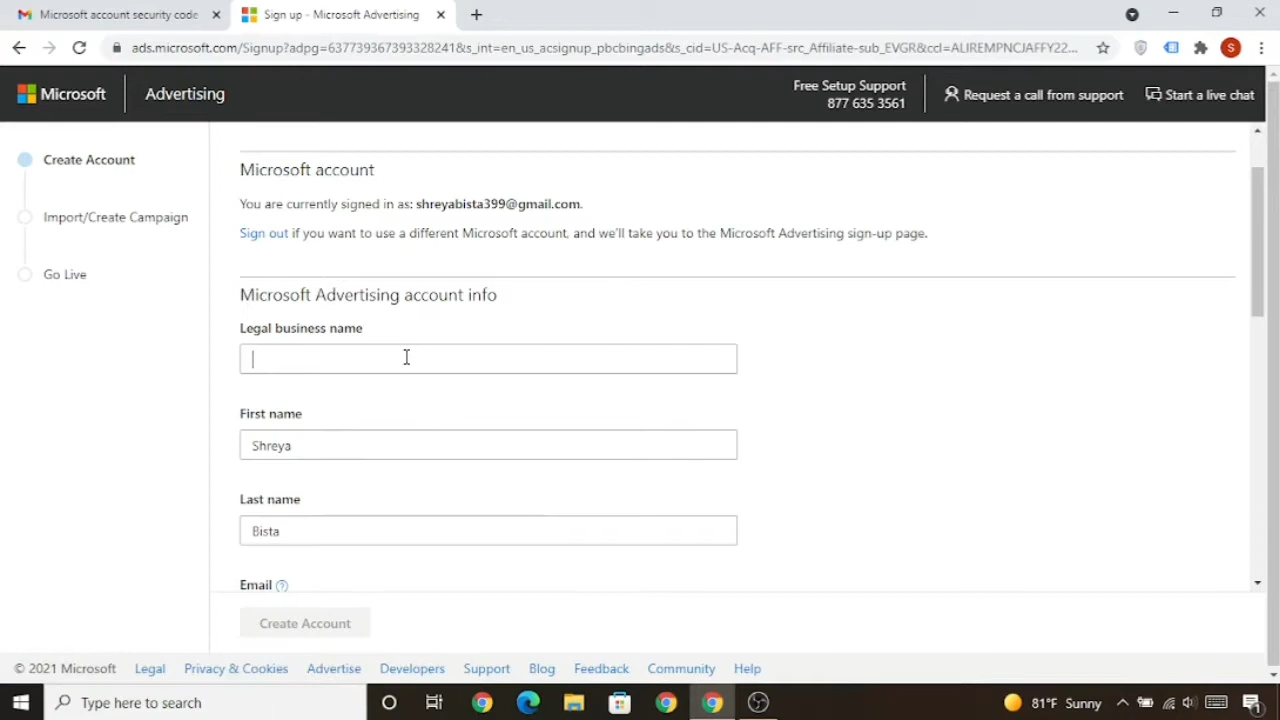 Microsoft account security code
Sign up - Microsoft Advertising
ads.microsoft.com/Signup?adpg=637739367393328241&s_int=en_us_acsignup_pbcbingads&s_cid=US-Acq-AFF-src_Affiliate-sub_EVGR&ccl=ALIREMPNCJAFFY22...
S
Microsoft
Advertising
Free Setup Support
877 635 3561
Request a call from support
Start a live chat
Create Account
Import/Create Campaign
Go Live
Microsoft account
You are currently signed in as: shreyabista399@gmail.com.
Sign out if you want to use a different Microsoft account, and we'll take you to the Microsoft Advertising sign-up page.
Microsoft Advertising account info
Legal business name
First name
Shreya
Last name
Bista
Email ?
Create Account
© 2021 Microsoft Legal Privacy & Cookies Advertise Developers Support Blog Feedback Community Help
Type here to search
81°F Sunny
1